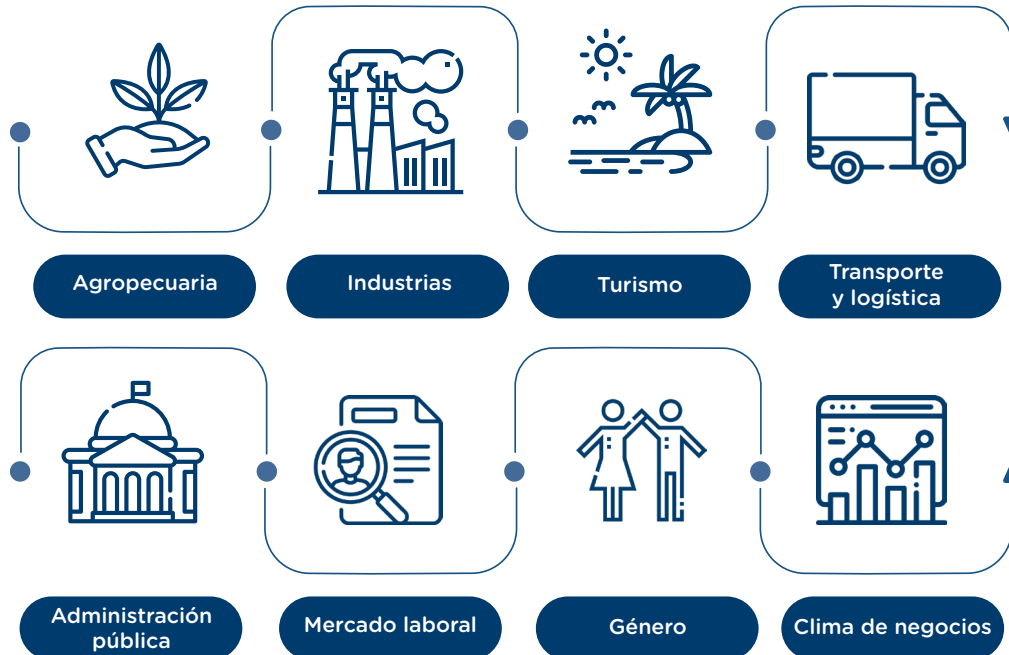 Agropecuaria
Industrias
Turismo
Transporte
y logística
Administración
pública
Mercado laboral
Género
Clima de negocios